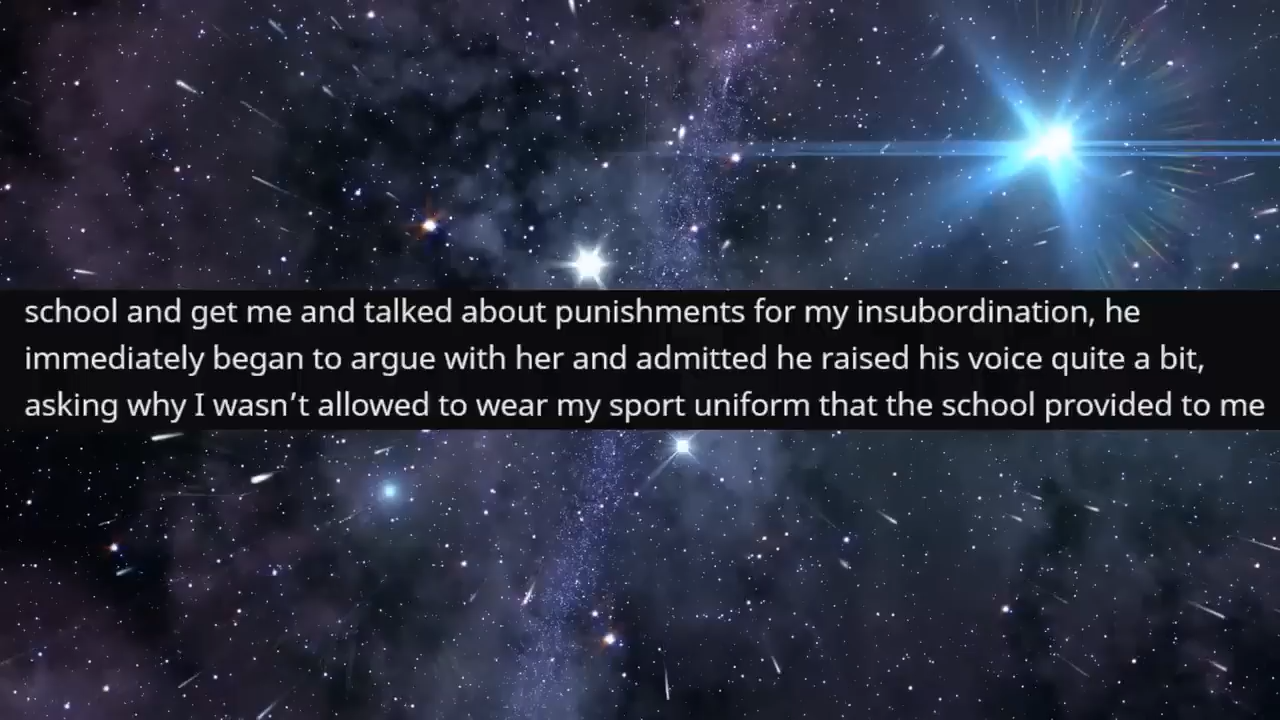 school and get me and talked about punishments for my insubordination, he
immediately began to argue with her and admitted he raised his voice quite a bit,
asking why I wasn’t allowed to wear my sport uniform that the school provided to me